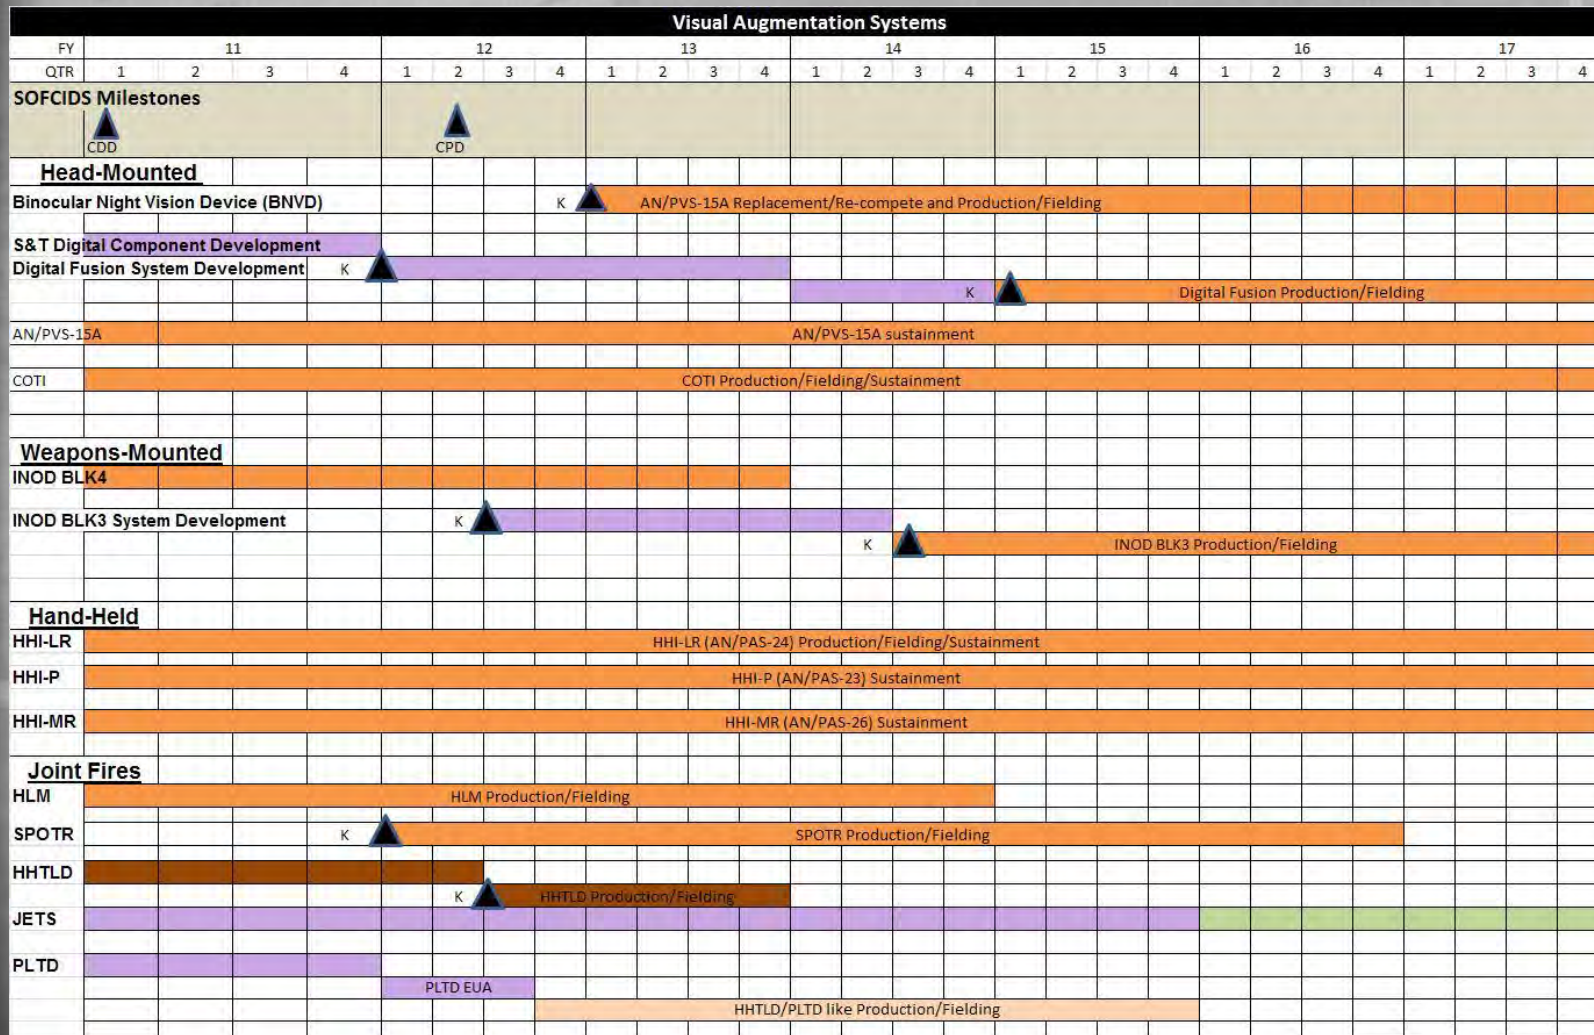 Visual Augmentation Systems
FY 11 12 13 14 15 16 17
QTR 1 2 3 4 1 2 3 4 1 2 3 4 1 2 3 4 1 2 3 4 1 2 3 4 1 2 3 4
SOFCIDS Milestones
CDD CPD
Head-Mounted
Binocular Night Vision Device (BNVD) K AN/PVS-15A Replacement/Re-compete and Production/Fielding
S&T Digital Component Development
Digital Fusion System Development K
K Digital Fusion Production/Fielding
AN/PVS-15A AN/PVS-15A sustainment
COTI COTI Production/Fielding/Sustainment
Weapons-Mounted
INOD BLK4
INOD BLK3 System Development K
K INOD BLK3 Production/Fielding
Hand-Held
HHI-LR HHI-LR (AN/PAS-24) Production/Fielding/Sustainment
HHI-P HHI-P (AN/PAS-23) Sustainment
HHI-MR HHI-MR (AN/PAS-26) Sustainment
Joint Fires
HLM HLM Production/Fielding
SPOTR K SPOTR Production/Fielding
HHTLD
K HHTLD Production/Fielding
JETS
PLTD
PLTD EUA
HHTLD/PLTD like Production/Fielding